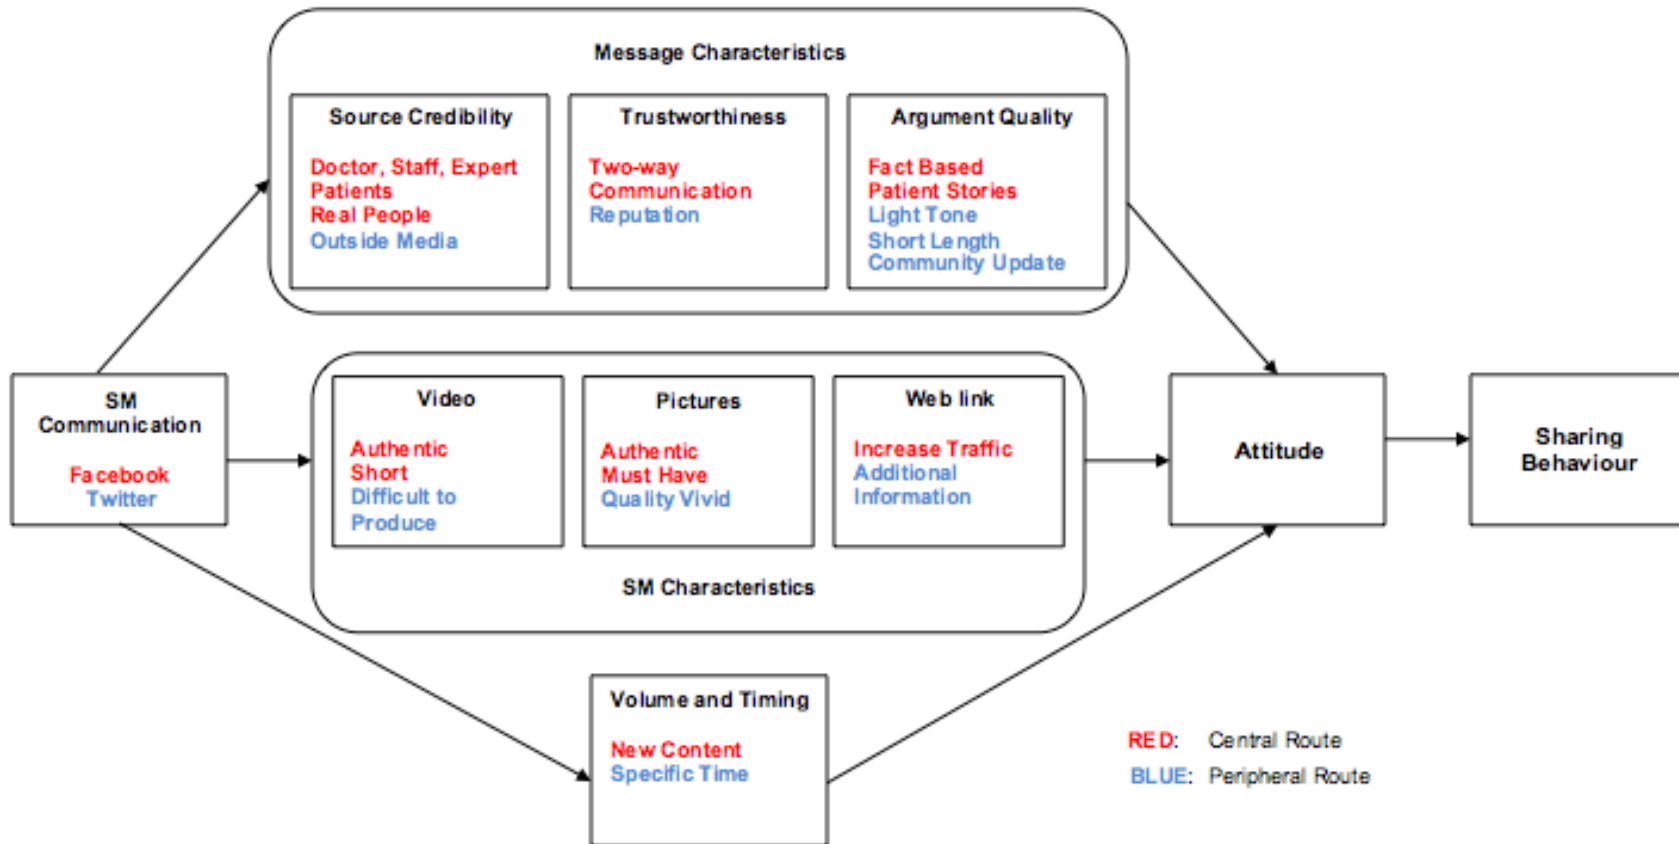 Message Characteristics
Source Credibility
Doctor, Staff, Expert
Patients
Real People
Outside Media
Trustworthiness
Two-way
Communication
Reputation
Argument Quality
Fact Based
Patient Stories
Light Tone
Short Length
Community Update
SM
Communication
Facebook
Twitter
Video
Authentic
Short
Difficult to
Produce
Pictures
Authentic
Must Have
Quality Vivid
Web link
Increase Traffic
Additional
Information
SM Characteristics
Attitude
Sharing
Behaviour
Volume and Timing
New Content
Specific Time
RED: Central Route
BLUE: Peripheral Route